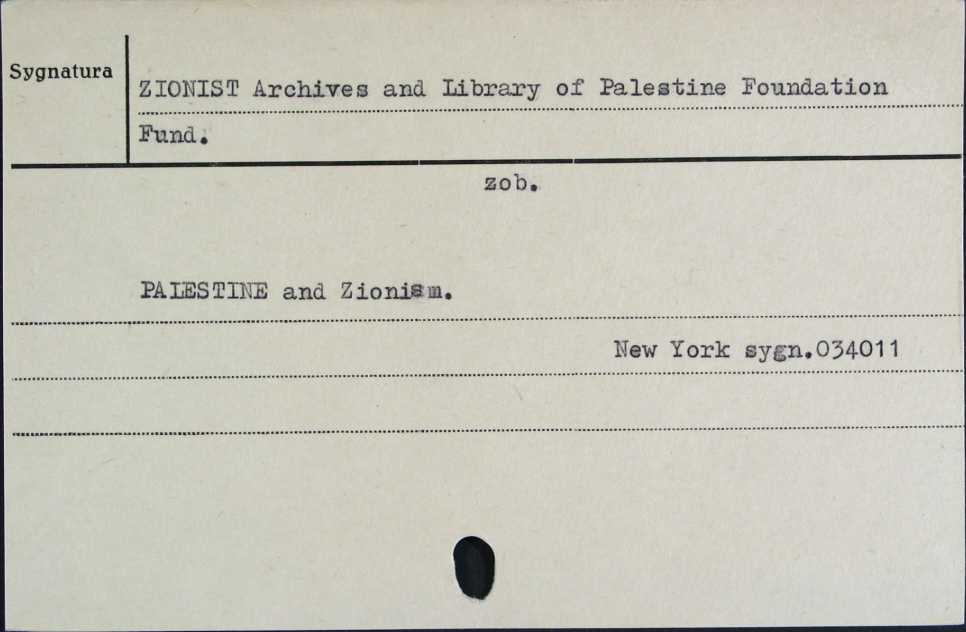 Sygnatura
ZIONIST Archives and Library of Palestine Foundation
Fund.
zob.
PALESTINE and Zionism.
New York sygn.034011